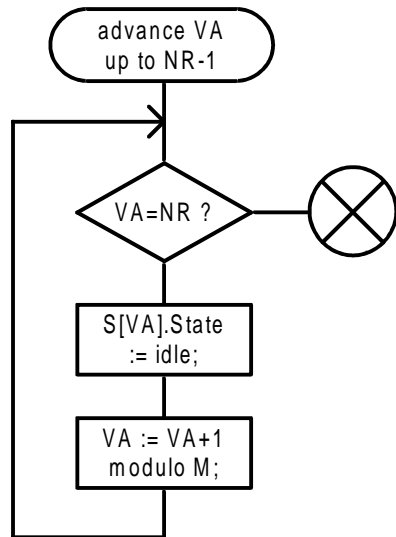 advance VA
up to NR-1
VA=NR ?
S[VA].State
:= idle;
VA := VA+1
modulo M;